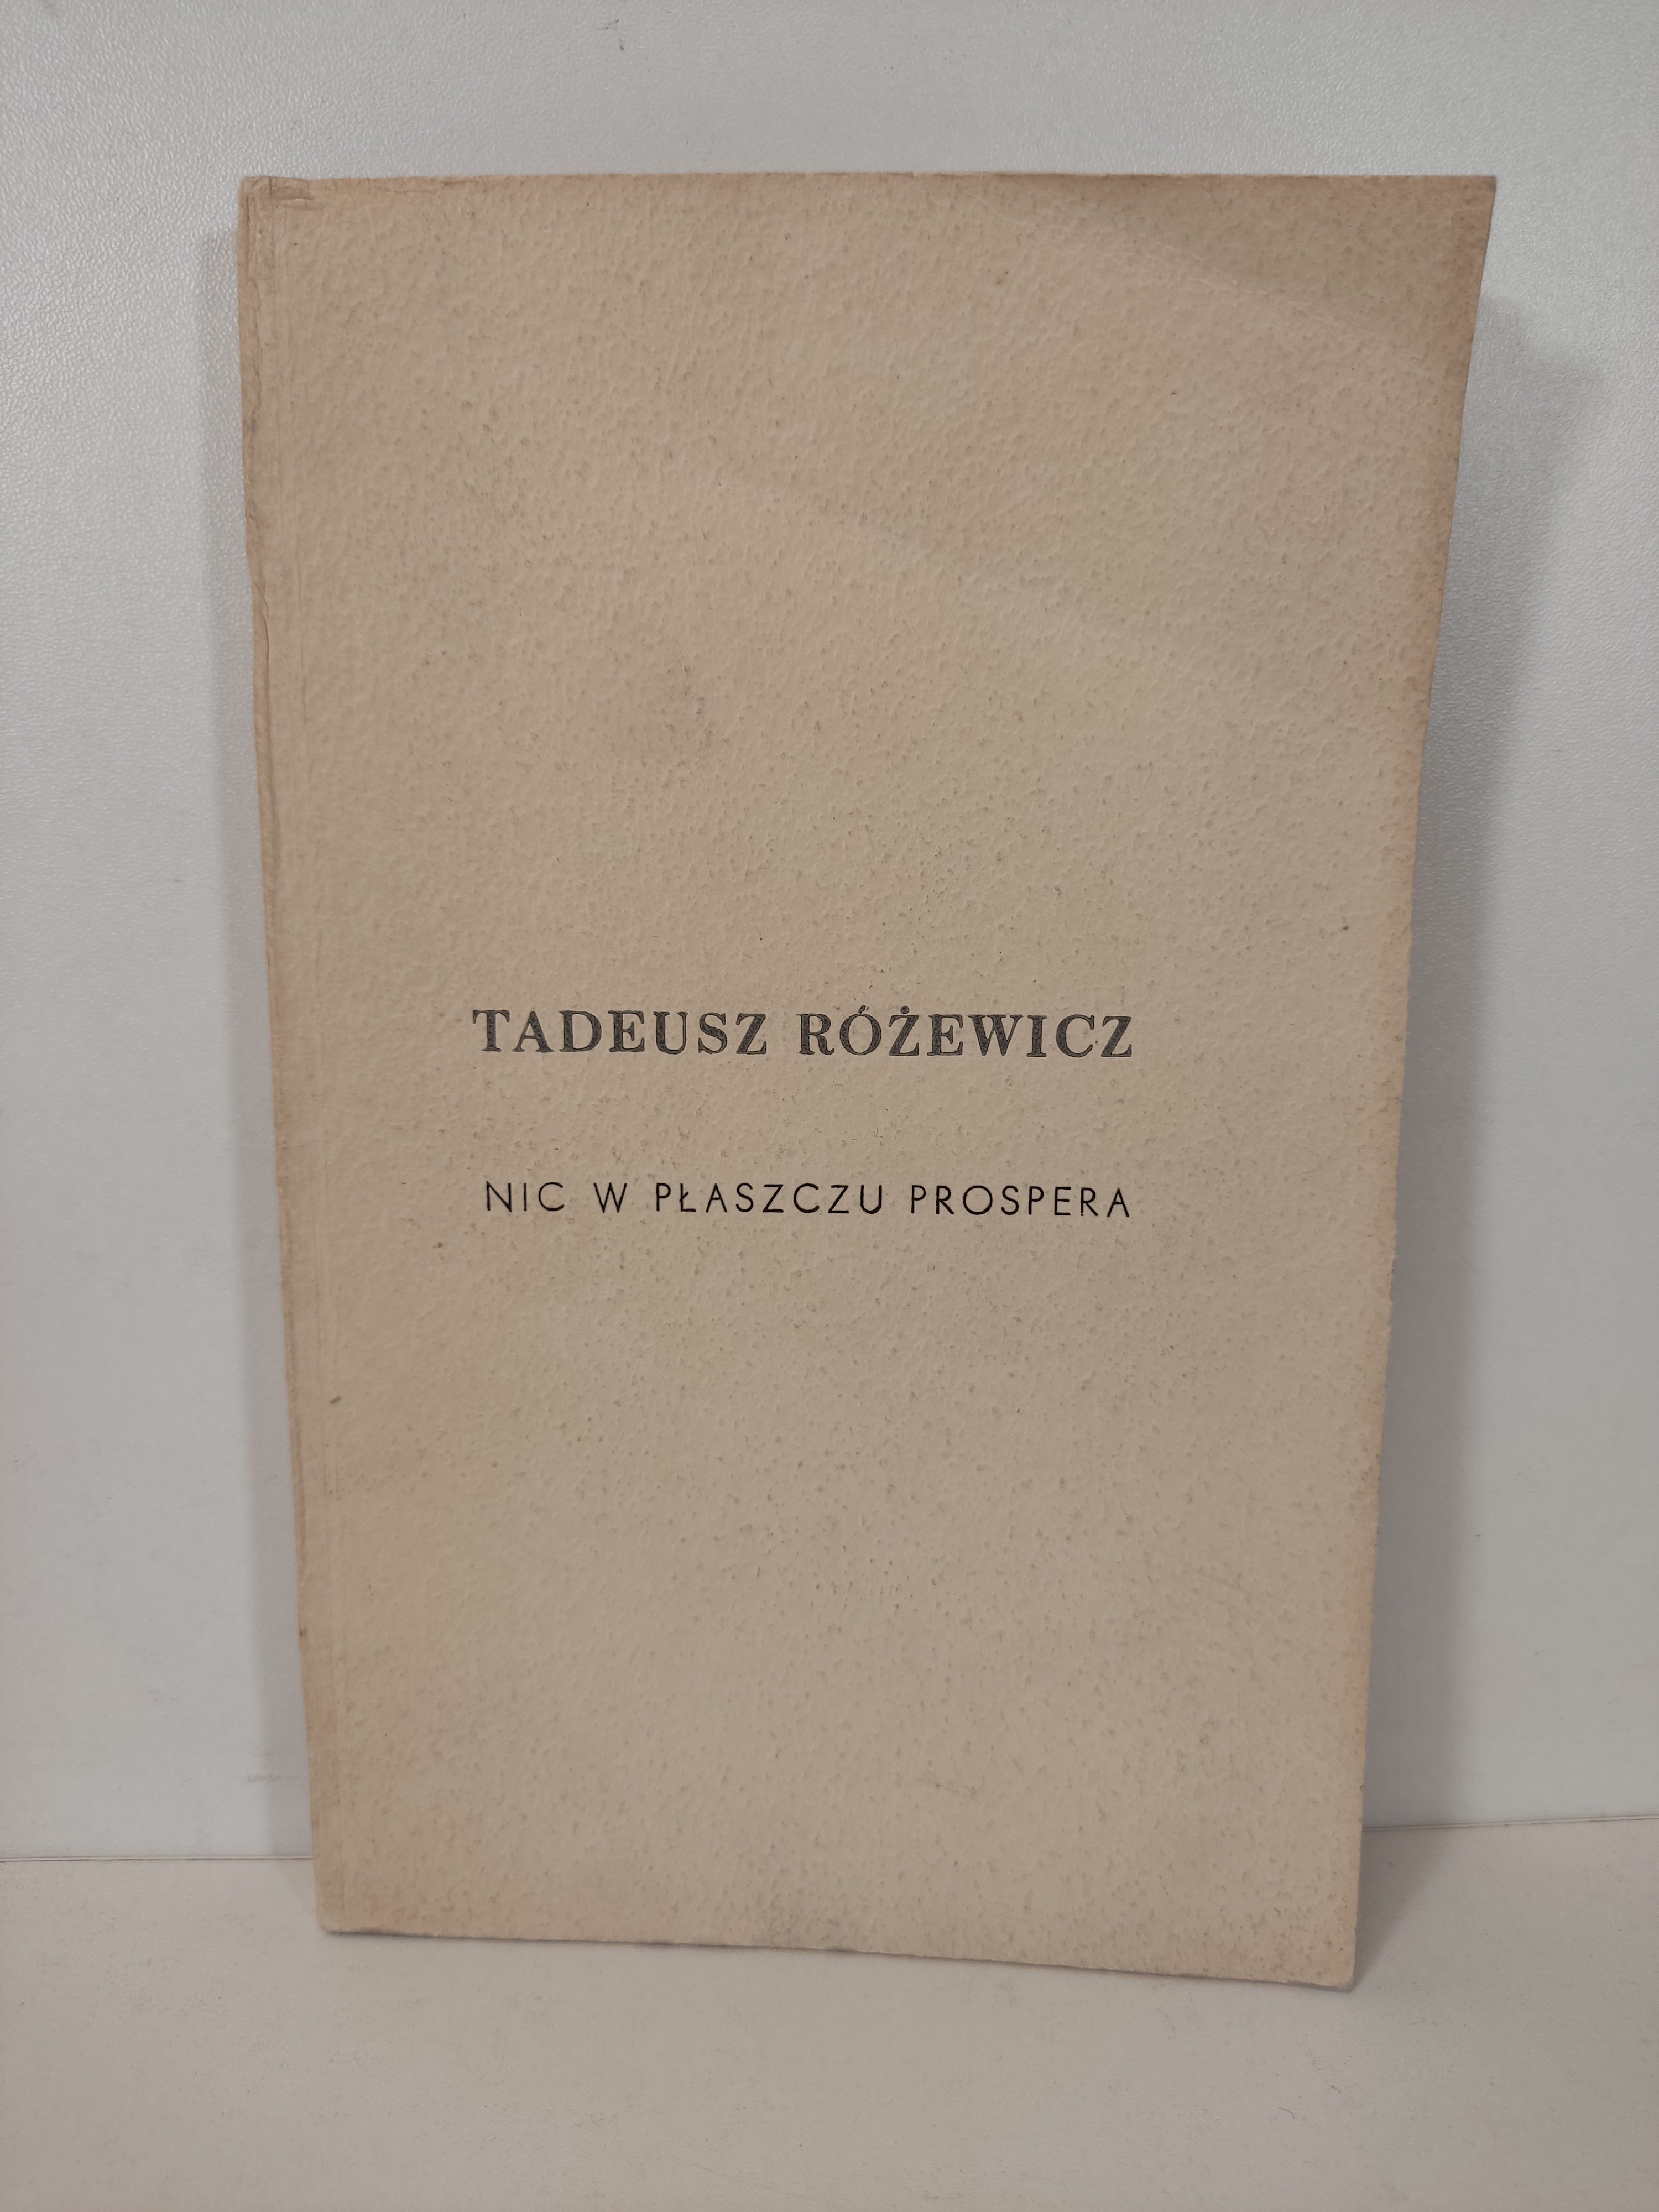 TADEUSZ RÓŻEWICZ
NIC W PŁASZCZU PROSPERA